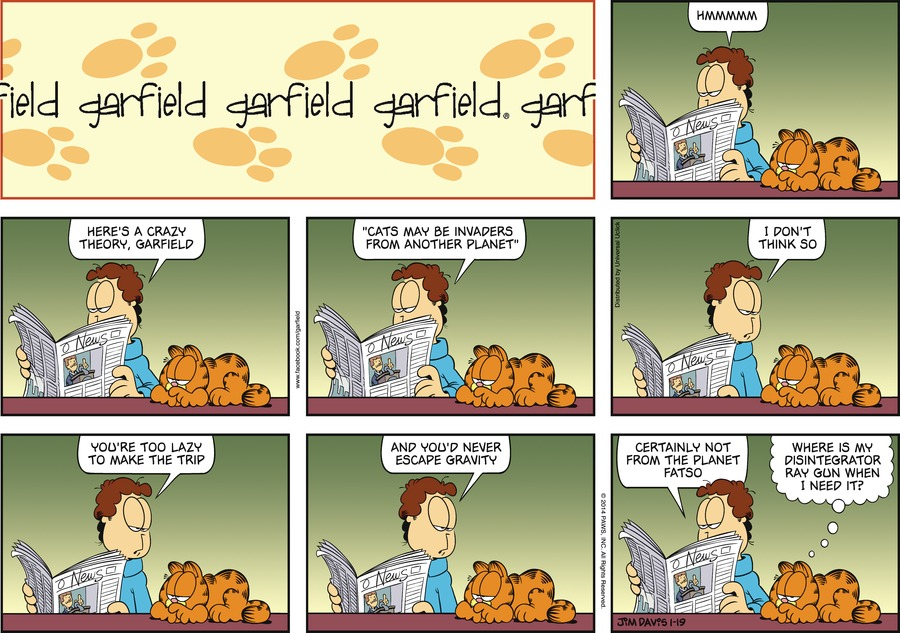 field garfield garfield garfield® garf
HMMMMM
News
HERE'S A CRAZY
THEORY, GARFIELD
News
www.facebook.com/garfield
"CATS MAY BE INVADERS
FROM ANOTHER PLANET"
News
Distributed by Universal Uclick
I DON'T
THINK SO
News
YOU'RE TOO LAZY
TO MAKE THE TRIP
News
AND YOU'D NEVER
ESCAPE GRAVITY
News
© 2014 PAWS, INC. All Rights Reserved.
CERTAINLY NOT
FROM THE PLANET
FATSO
WHERE IS MY
DISINTEGRATOR
RAY GUN WHEN
I NEED IT?
News
JIM DAVIS 1-19